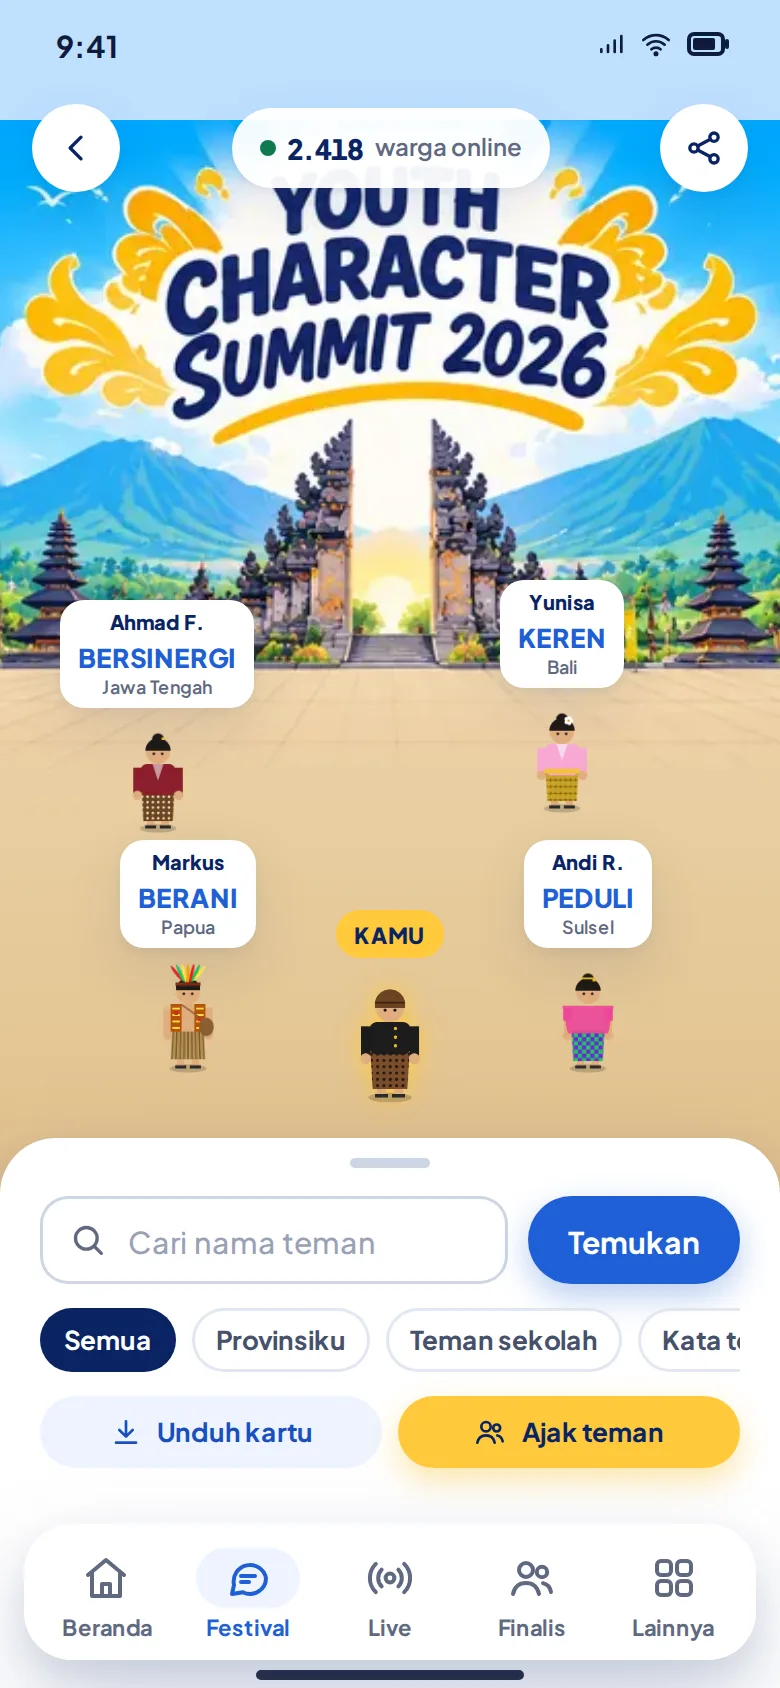 9:41
2.418 warga online
YOUTH
CHARACTER
SUMMIT 2026
Ahmad F.
BERSINERGI
Jawa Tengah
Yunisa
KEREN
Bali
Markus
BERANI
Papua
Andi R.
PEDULI
Sulsel
KAMU
Cari nama teman
Temukan
Semua
Provinsiku
Teman sekolah
Kata
Unduh kartu
Ajak teman
Beranda
Festival
Live
Finalis
Lainnya